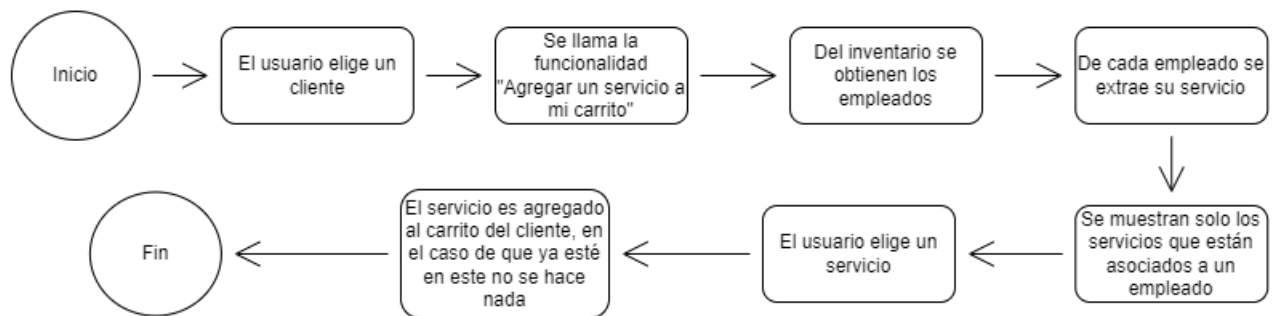 Inicio
El usuario elige un
cliente
Se llama la
funcionalidad
"Agregar un servicio a
mi carrito"
Del inventario se
obtienen los
empleados
De cada empleado se
extrae su servicio
Se muestran solo los
servicios que están
asociados a un
empleado
El usuario elige un
servicio
El servicio es agregado
al carrito del cliente, en
el caso de que ya esté
en este no se hace
nada
Fin